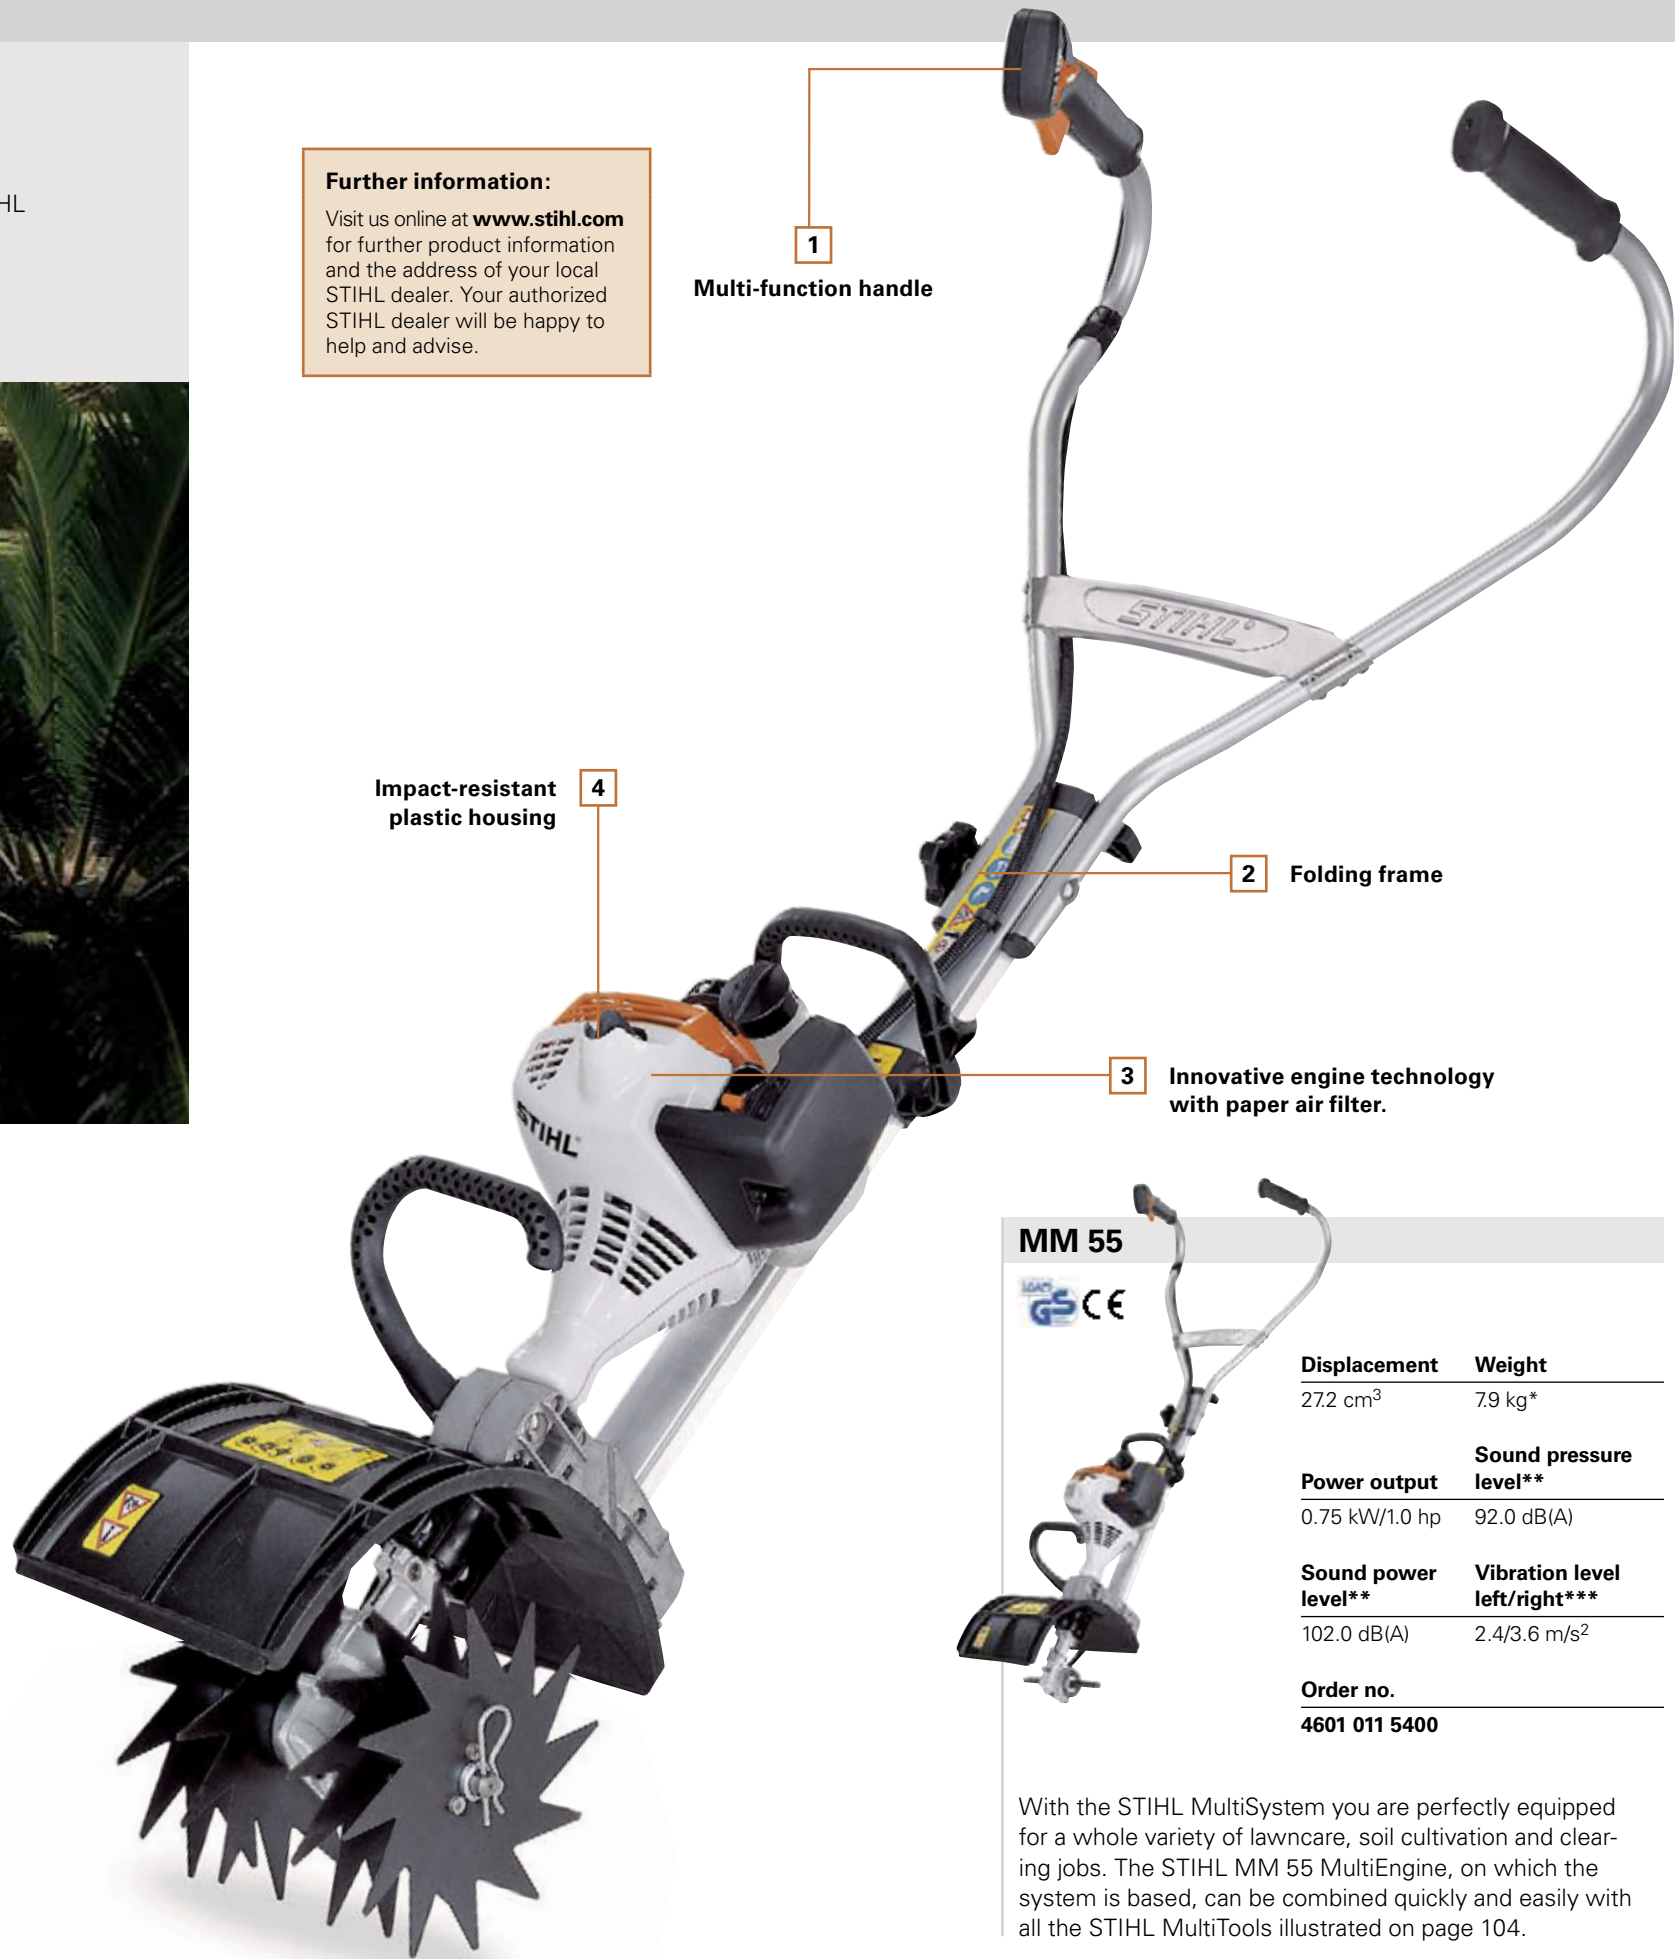 HL
Further information:
Visit us online at www.stihl.com
for further product information
and the address of your local
STIHL dealer. Your authorized
STIHL dealer will be happy to
help and advise.
1
Multi-function handle
STIHL®
Impact-resistant
plastic housing
4
2 Folding frame
3 Innovative engine technology
with paper air filter.
STIHL
MM 55
GS CE
Displacement Weight
27.2 cm³ 7.9 kg*
Power output Sound pressure
level**
0.75 kW/1.0 hp 92.0 dB(A)
Sound power
level**
Vibration level
left/right***
102.0 dB(A) 2.4/3.6 m/s²
Order no.
4601 011 5400
With the STIHL MultiSystem you are perfectly equipped
for a whole variety of lawncare, soil cultivation and clear-
ing jobs. The STIHL MM 55 MultiEngine, on which the
system is based, can be combined quickly and easily with
all the STIHL MultiTools illustrated on page 104.